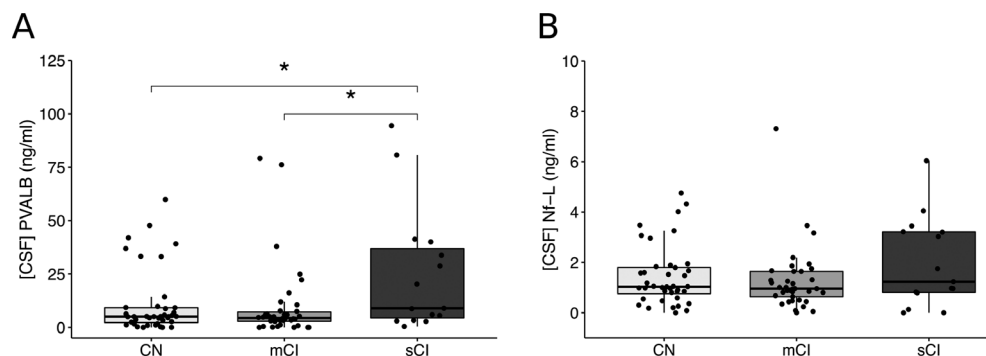 A
[CSF] PVALB (ng/ml)
125
100
75
50
25
0
*
*
CN mCI sCI
B
[CSF] Nf−L (ng/ml)
10
8
6
4
2
0
CN mCI sCI